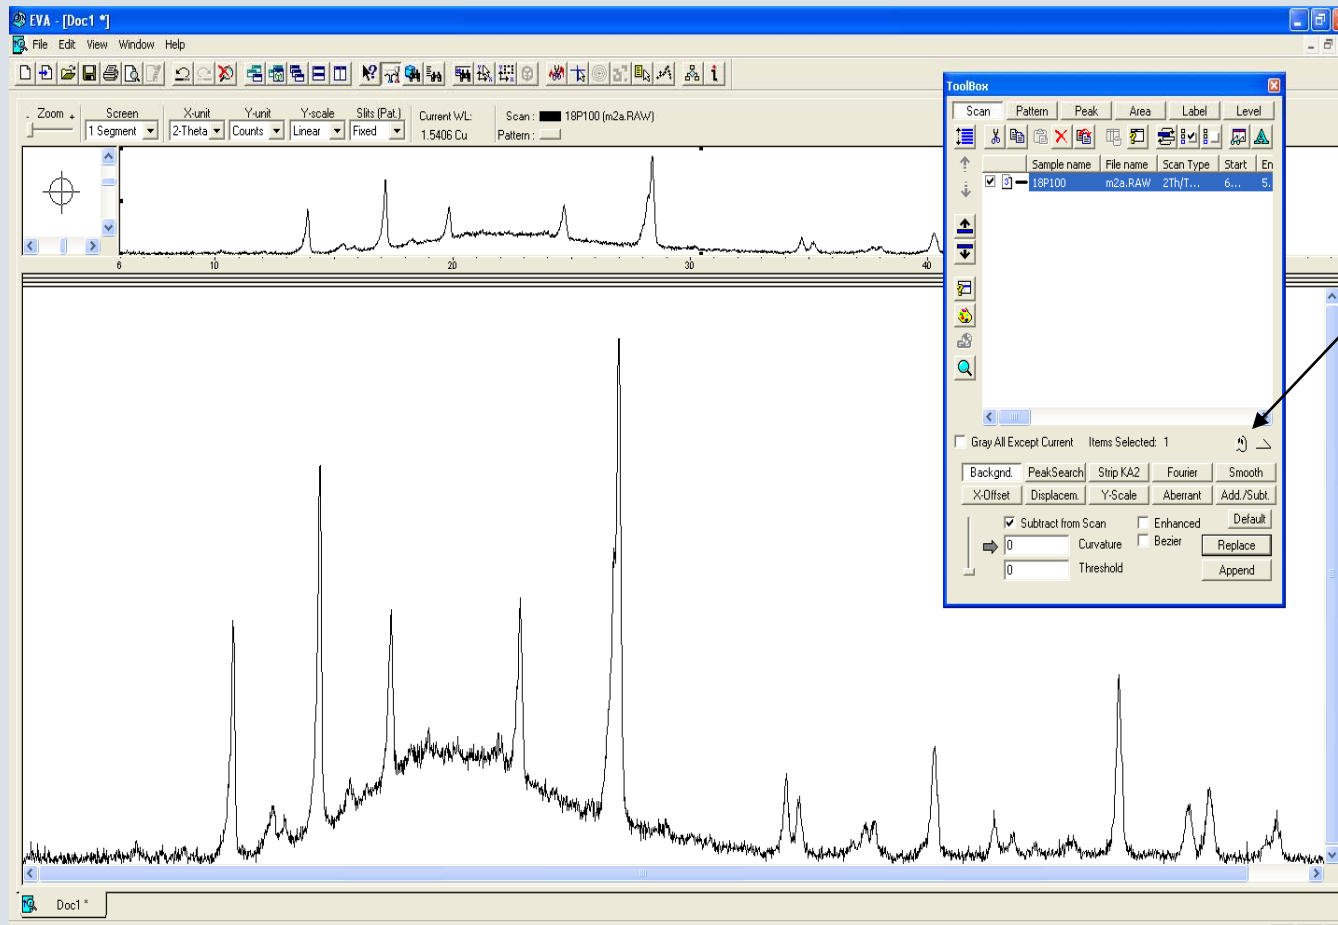 EVA - [Doc1 *]
File Edit View Window Help
Zoom + Screen X-unit Y-unit Y-scale Slits (Pat.) Current WL: Scan : 18P100 (m2a.RAW)
1 Segment 2-Theta Counts Linear Fixed 1.5406 Cu Pattern :
6 10 20 30 40
ToolBox
Scan Pattern Peak Area Label Level
Sample name File name Scan Type Start En
18P100 m2a.RAW 2Th/T... 6... 5.
Gray All Except Current Items Selected: 1
Backgnd. PeakSearch Strip KA2 Fourier Smooth
X-Offset Displacem. Y-Scale Aberrant Add./Subt.
Subtract from Scan Enhanced Default
0 Curvature Bezier Replace
0 Threshold Append
Doc1 *